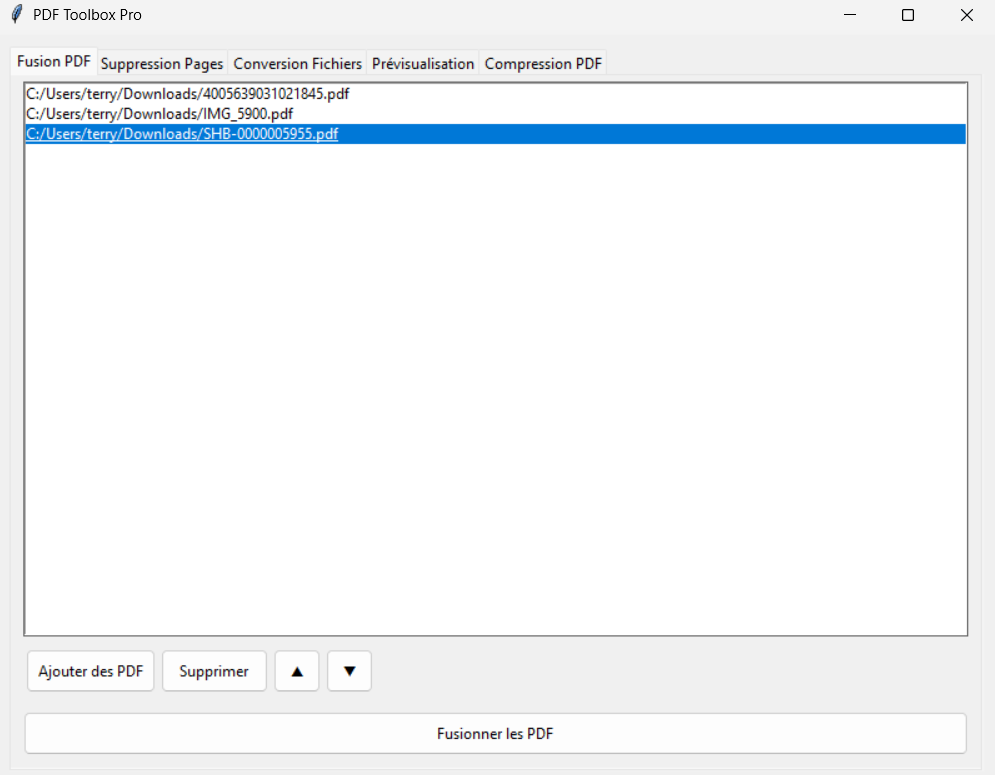 PDF Toolbox Pro
Fusion PDF Suppression Pages Conversion Fichiers Prévisualisation Compression PDF
C:/Users/terry/Downloads/4005639031021845.pdf
C:/Users/terry/Downloads/IMG_5900.pdf
C:/Users/terry/Downloads/SHB-0000005955.pdf
Ajouter des PDF Supprimer ▲ ▼
Fusionner les PDF